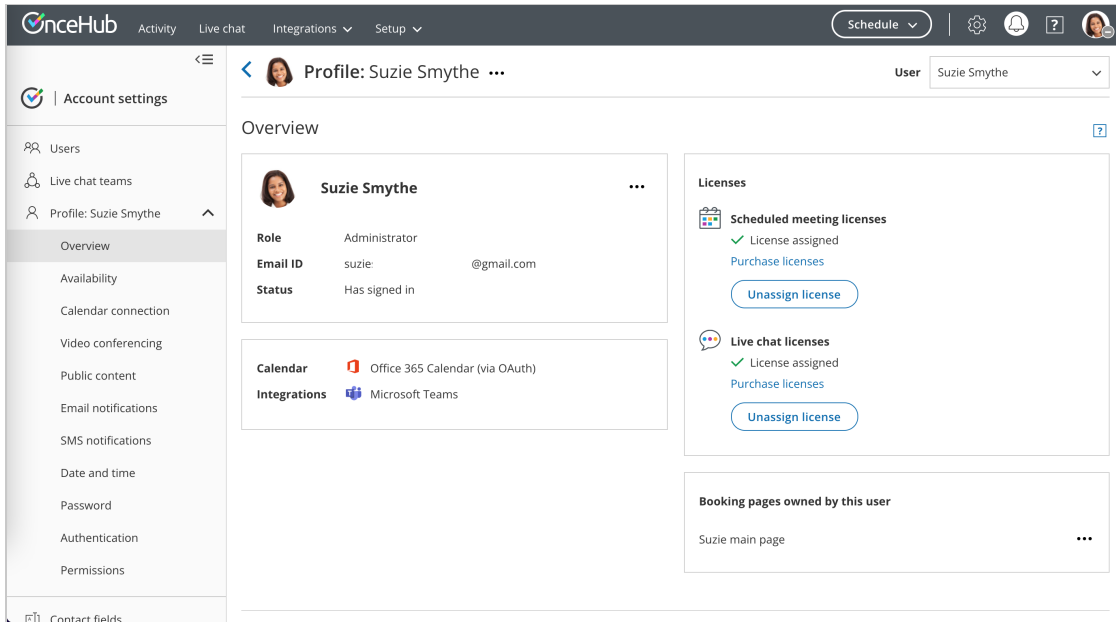 OnceHub Activity Live chat Integrations Setup Schedule ?
Profile: Suzie Smythe ••• User Suzie Smythe
Account settings
Overview ?
Users
Live chat teams
Profile: Suzie Smythe
Overview
Availability
Calendar connection
Video conferencing
Public content
Email notifications
SMS notifications
Date and time
Password
Authentication
Permissions
Contact fields
Suzie Smythe •••
Role Administrator
Email ID suzie: @gmail.com
Status Has signed in
Calendar Office 365 Calendar (via OAuth)
Integrations Microsoft Teams
Licenses
Scheduled meeting licenses
License assigned
Purchase licenses
Unassign license
Live chat licenses
License assigned
Purchase licenses
Unassign license
Booking pages owned by this user
Suzie main page •••